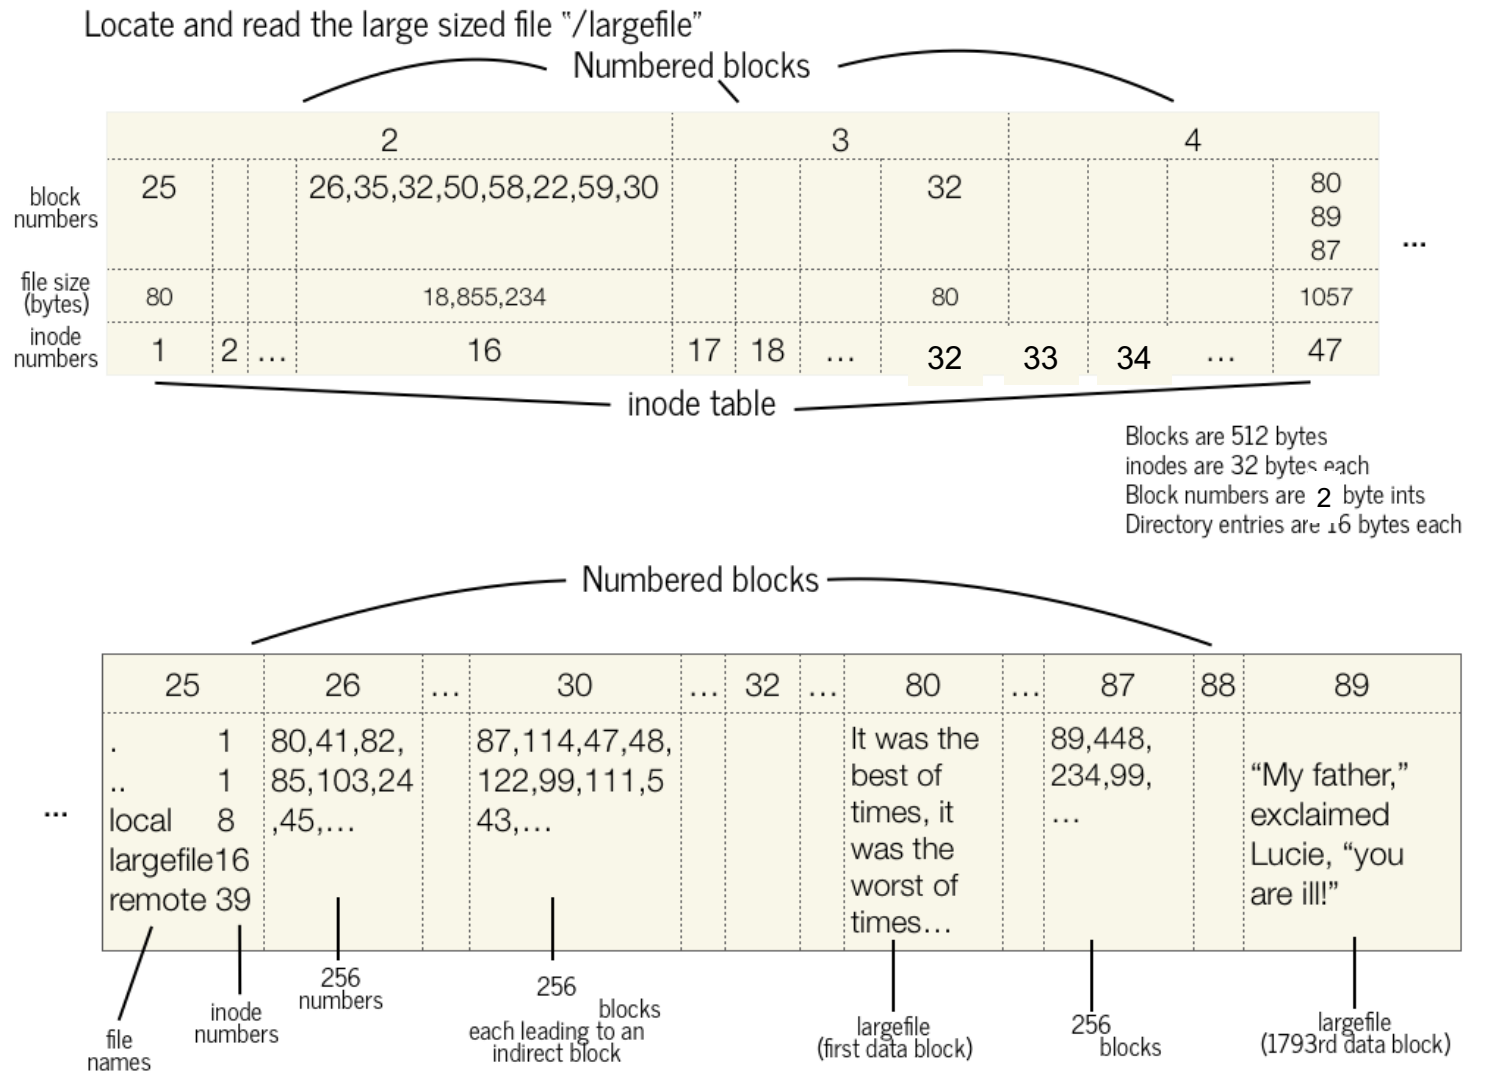 Locate and read the large sized file "/largefile"
Numbered blocks
2 3 4
block numbers
25 26,35,32,50,58,22,59,30 32 80
89
87
...
file size (bytes)
80 18,855,234 80 1057
inode numbers
1 2 ... 16 17 18 ... 32 33 34 ... 47
inode table
Blocks are 512 bytes
inodes are 32 bytes each
Block numbers are 2 byte ints
Directory entries are 16 bytes each
Numbered blocks
25 26 ... 30 ... 32 ... 80 ... 87 88 89
...
. 1
.. 1
local 8
largefile16
remote 39
80,41,82,
85,103,24
,45,...
87,114,47,48,
122,99,111,5
43,...
It was the
best of
times, it
was the
worst of
times...
89,448,
234,99,
...
"My father,"
exclaimed
Lucie, "you
are ill!"
file
names
inode
numbers
256
numbers
256
blocks
each leading to an
indirect block
largefile
(first data block)
256
blocks
largefile
(1793rd data block)